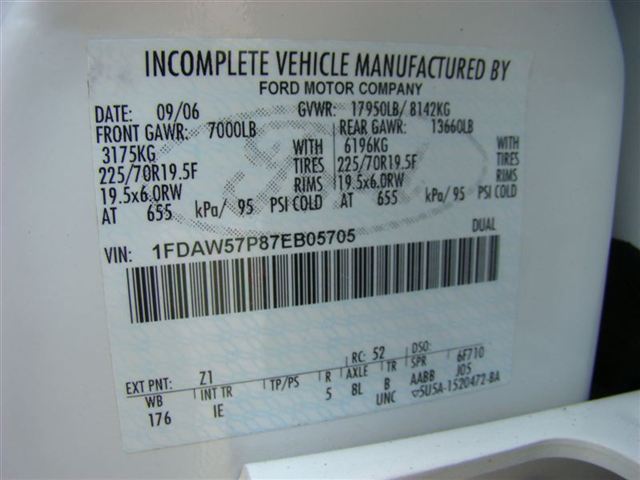 INCOMPLETE VEHICLE MANUFACTURED BY
FORD MOTOR COMPANY
DATE: 09/06 GVWR: 17950LB/ 8142KG
FRONT GAWR: 7000LB REAR GAWR: 13660LB
3175KG WITH 6196KG WITH
225/70R19.5F TIRES 225/70R19.5F TIRES
19.5x6.0RW RIMS 19.5x6.0RW RIMS
AT 655 kPa/ 95 PSI COLD AT 655 kPa/ 95 PSI COLD
VIN: 1FDAW57P87EB05705 DUAL
EXT PNT: Z1 RC: 52 DSO: 6F710
WB INT TR TP/PS R AXLE TR SPR J05
176 IE 5 8L B AABB
UNC ▽5U5A-1520472-BA